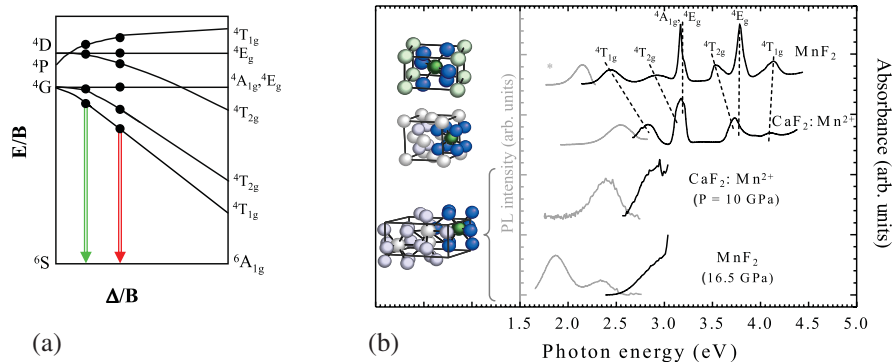 (a)
⁴D
⁴P
⁴G
⁶S
E/B
Δ/B
⁴T₁g
⁴Eg
⁴A₁g,⁴Eg
⁴T₂g
⁴T₂g
⁴T₁g
⁶A₁g
(b)
PL intensity (arb. units)
*
⁴T₁g
⁴T₂g
⁴A₁g
⁴Eg
⁴T₂g
⁴Eg
⁴T₁g
MnF₂
CaF₂:Mn²⁺
CaF₂: Mn²⁺
(P = 10 GPa)
MnF₂
(16.5 GPa)
Absorbance (arb. units)
1.5 2.0 2.5 3.0 3.5 4.0 4.5 5.0
Photon energy (eV)